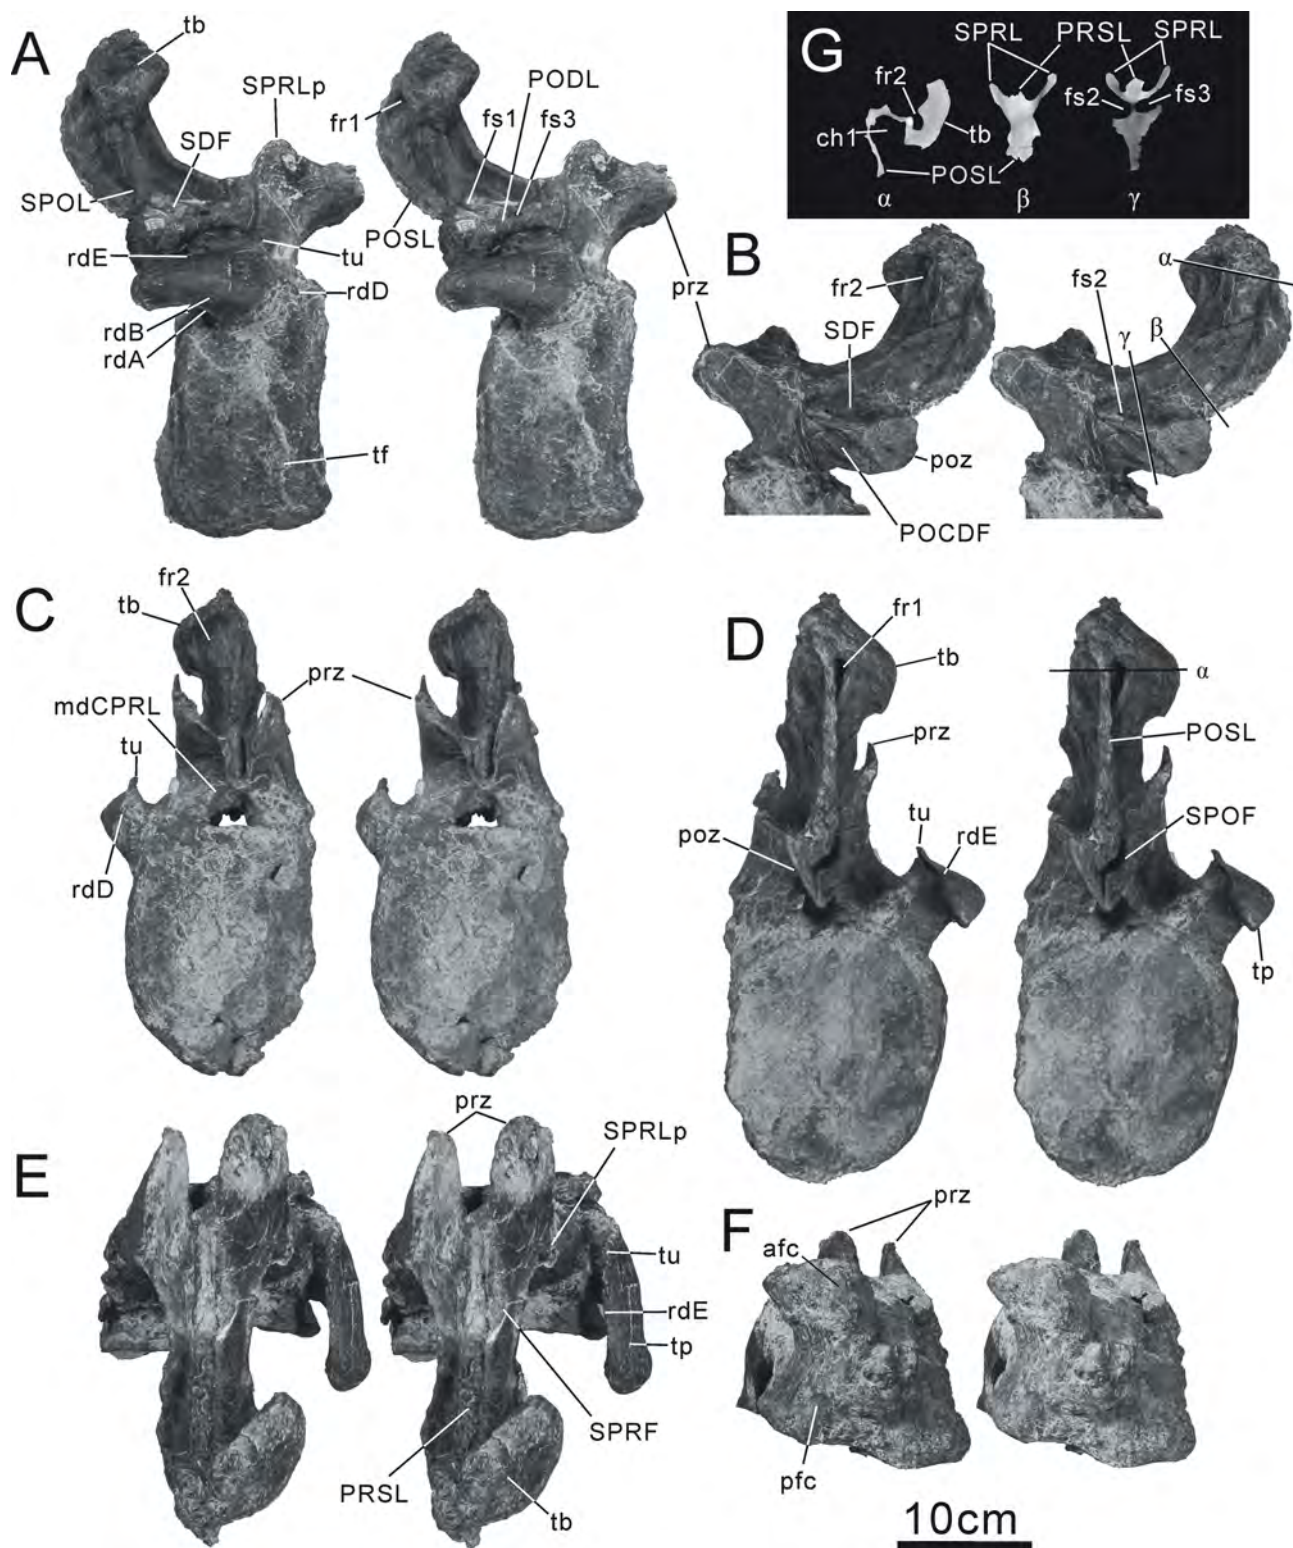 A
tb
SPRLp
SDF
SPOL
rdE
tu
rdD
rdB
rdA
tf
fr1
PODL
fs1
fs3
POSL
prz
G
SPRL
PRSL
SPRL
fr2
fs2
fs3
ch1
tb
POSL
α
β
γ
B
fr2
α
SDF
fs2
γ
β
poz
POCDF
C
fr2
tb
prz
mdCPRL
tu
rdD
D
fr1
tb
α
prz
POSL
tu
rdE
SPOF
poz
tp
E
prz
SPRLp
tu
rdE
tp
SPRF
PRSL
tb
F
prz
afc
pfc
10cm